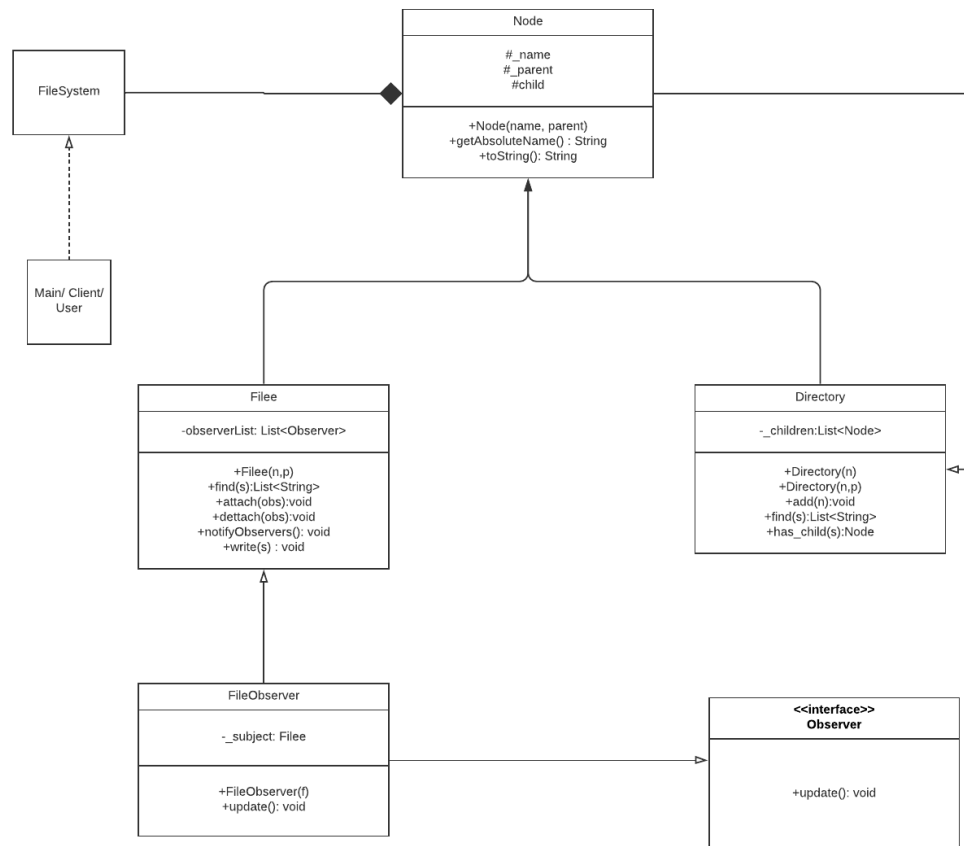 Node
#_name
#_parent
#child
+Node(name, parent)
+getAbsoluteName() : String
+toString(): String
FileSystem
Main/ Client/
User
Filee
-observerList: List<Observer>
+Filee(n,p)
+find(s):List<String>
+attach(obs):void
+dettach(obs):void
+notifyObservers(): void
+write(s) : void
Directory
-_children:List<Node>
+Directory(n)
+Directory(n,p)
+add(n):void
+find(s):List<String>
+has_child(s):Node
FileObserver
-_subject: Filee
+FileObserver(f)
+update(): void
<<interface>>
Observer
+update(): void